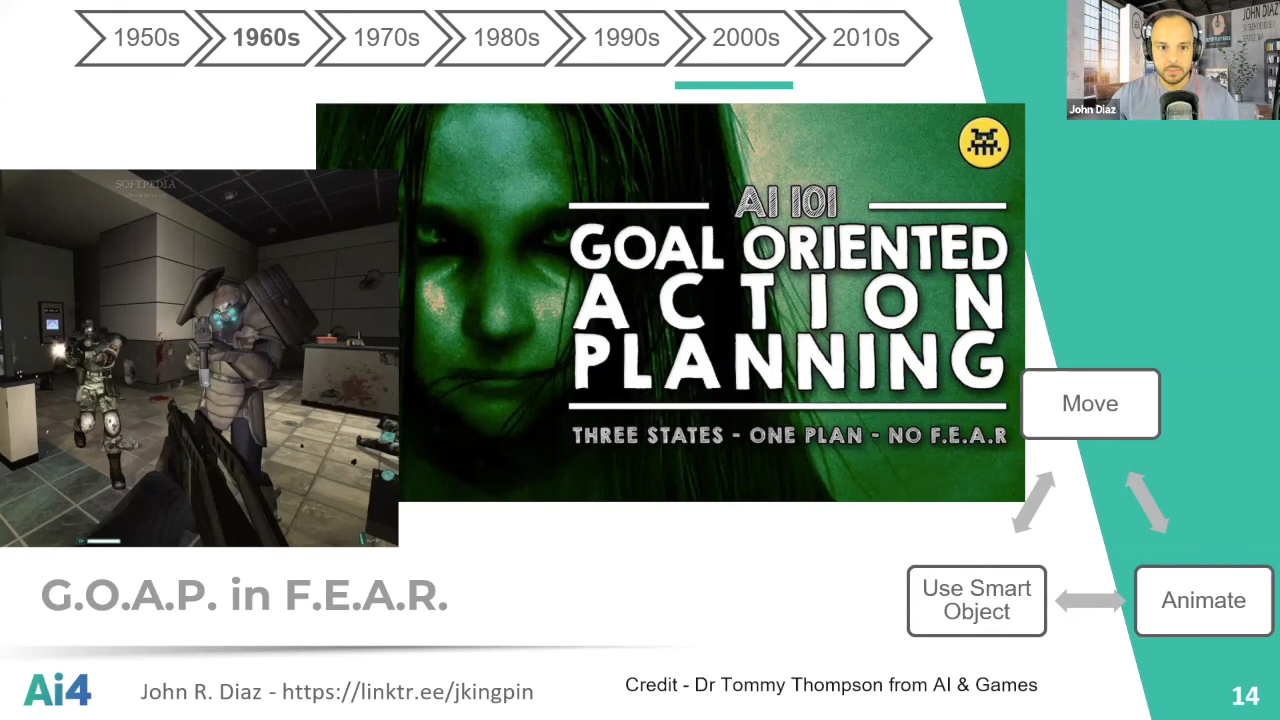 1950s
1960s
1970s
1980s
1990s
2000s
2010s
JOHN DIAZ
John Diaz
SOFTPEDIA
AI 101
GOAL ORIENTED
ACTION
PLANNING
THREE STATES - ONE PLAN - NO F.E.A.R
Move
Use Smart
Object
Animate
G.O.A.P. in F.E.A.R.
Ai4
John R. Diaz - https://linktr.ee/jkingpin
Credit - Dr Tommy Thompson from AI & Games
14